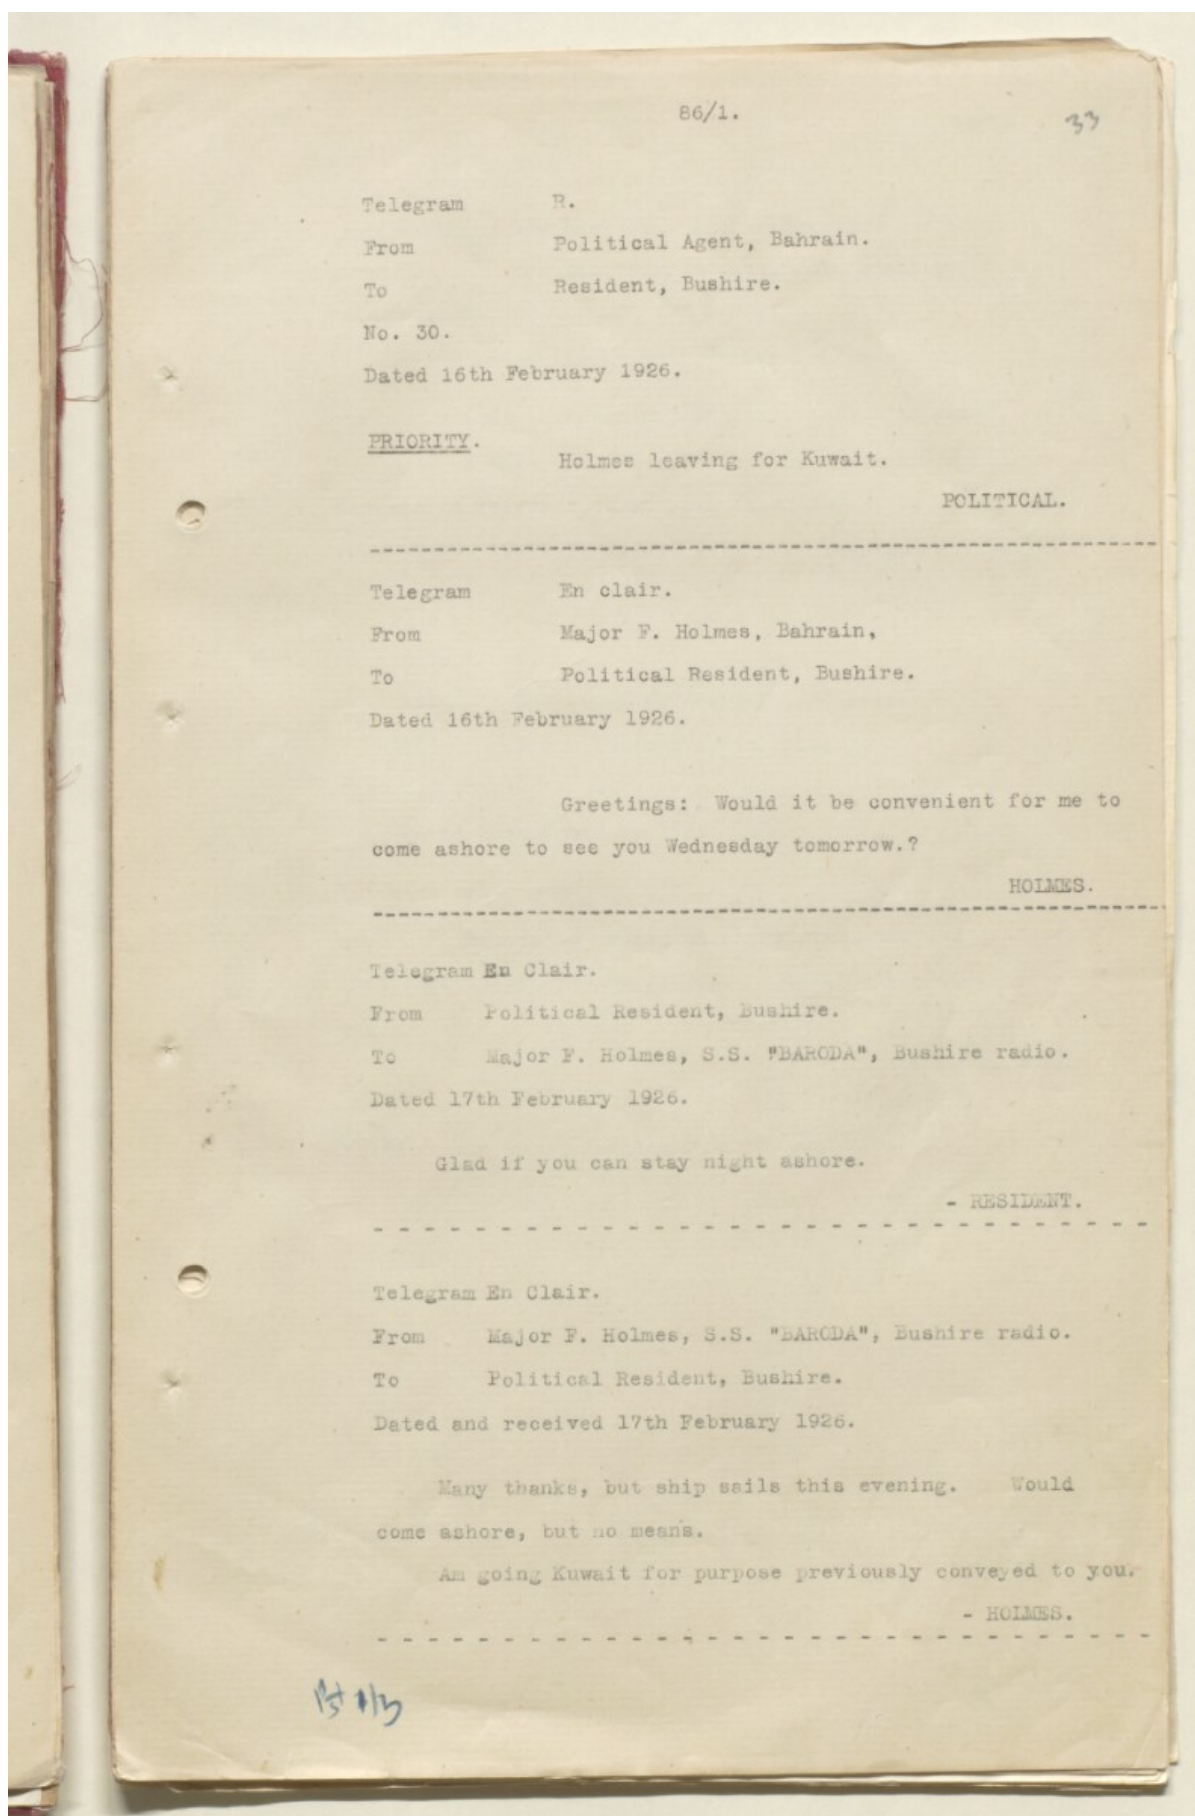 86/1.
33
Telegram R.
From Political Agent, Bahrain.
To Resident, Bushire.
No. 30.
Dated 16th February 1926.
PRIORITY.
Holmes leaving for Kuwait.
POLITICAL.
Telegram En clair.
From Major F. Holmes, Bahrain,
To Political Resident, Bushire.
Dated 16th February 1926.
Greetings: Would it be convenient for me to
come ashore to see you Wednesday tomorrow.?
HOLMES.
Telegram En Clair.
From Political Resident, Bushire.
To Major F. Holmes, S.S. "BARODA", Bushire radio.
Dated 17th February 1926.
Glad if you can stay night ashore.
- RESIDENT.
Telegram En Clair.
From Major F. Holmes, S.S. "BARODA", Bushire radio.
To Political Resident, Bushire.
Dated and received 17th February 1926.
Many thanks, but ship sails this evening. Would
come ashore, but no means.
Am going Kuwait for purpose previously conveyed to you.
- HOLMES.